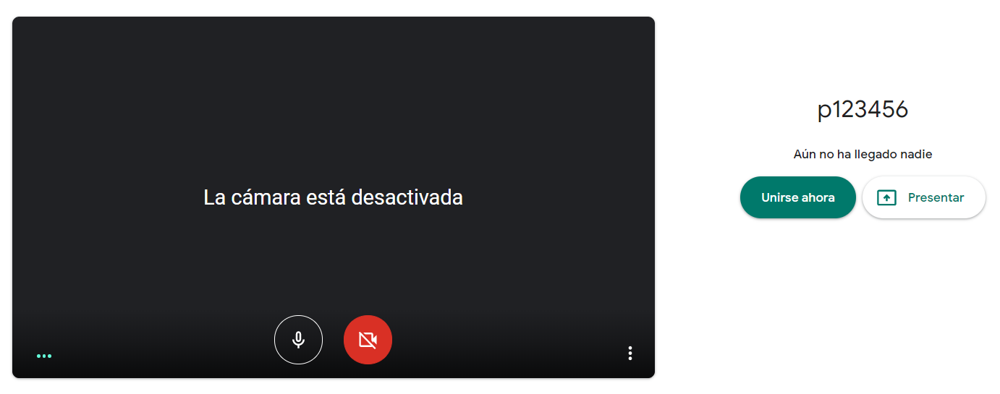 La cámara está desactivada
p123456
Aún no ha llegado nadie
Unirse ahora
Presentar